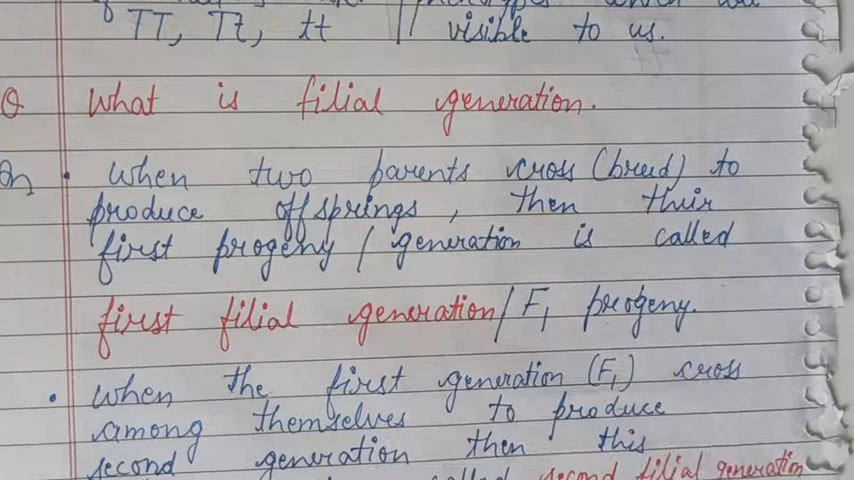 TT, Tt, tt || visible to us.
Q What is filial generation.
when two parents cross (breed) to
produce offsprings, then their
first progeny / generation is called
first filial generation / F₁ progeny.
• when the first generation (F₁) cross
among themselves to produce
second generation then this
called second filial generation